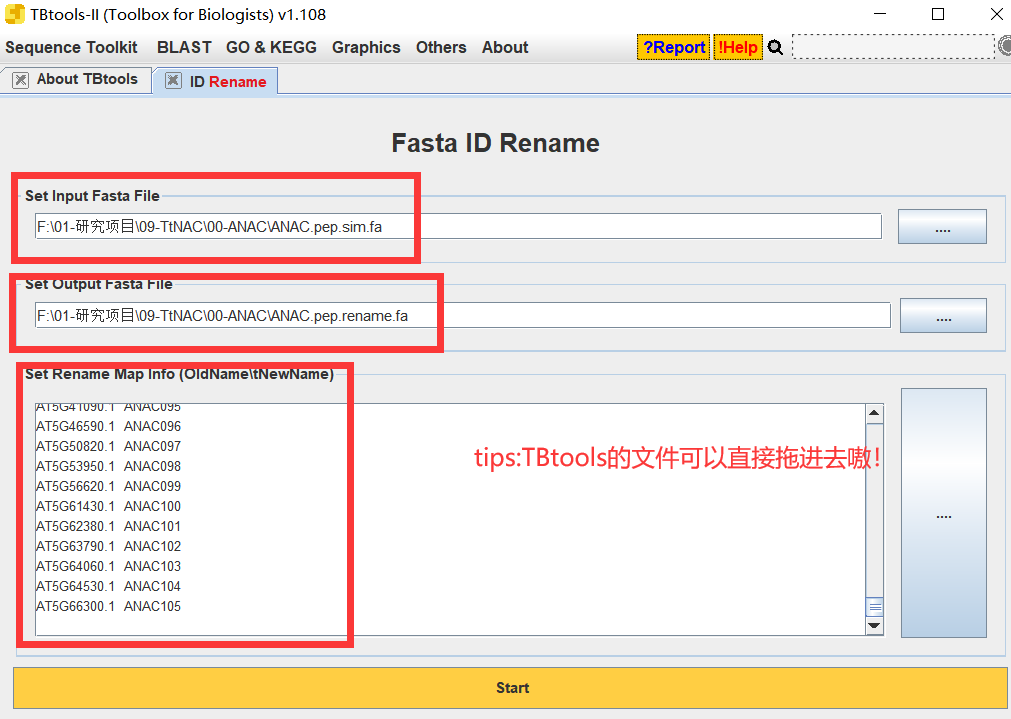 TBtools-II (Toolbox for Biologists) v1.108
Sequence Toolkit BLAST GO & KEGG Graphics Others About ?Report !Help
About TBtools ID Rename
Fasta ID Rename
Set Input Fasta File
F:\01-研究项目\09-TtNAC\00-ANAC\ANAC.pep.sim.fa ....
Set Output Fasta File
F:\01-研究项目\09-TtNAC\00-ANAC\ANAC.pep.rename.fa ....
Set Rename Map Info (OldName\tNewName)
AT5G41090.1 ANAC095
AT5G46590.1 ANAC096
AT5G50820.1 ANAC097
AT5G53950.1 ANAC098
AT5G56620.1 ANAC099
AT5G61430.1 ANAC100
AT5G62380.1 ANAC101
AT5G63790.1 ANAC102
AT5G64060.1 ANAC103
AT5G64530.1 ANAC104
AT5G66300.1 ANAC105
tips:TBtools的文件可以直接拖进去嗷!
....
Start